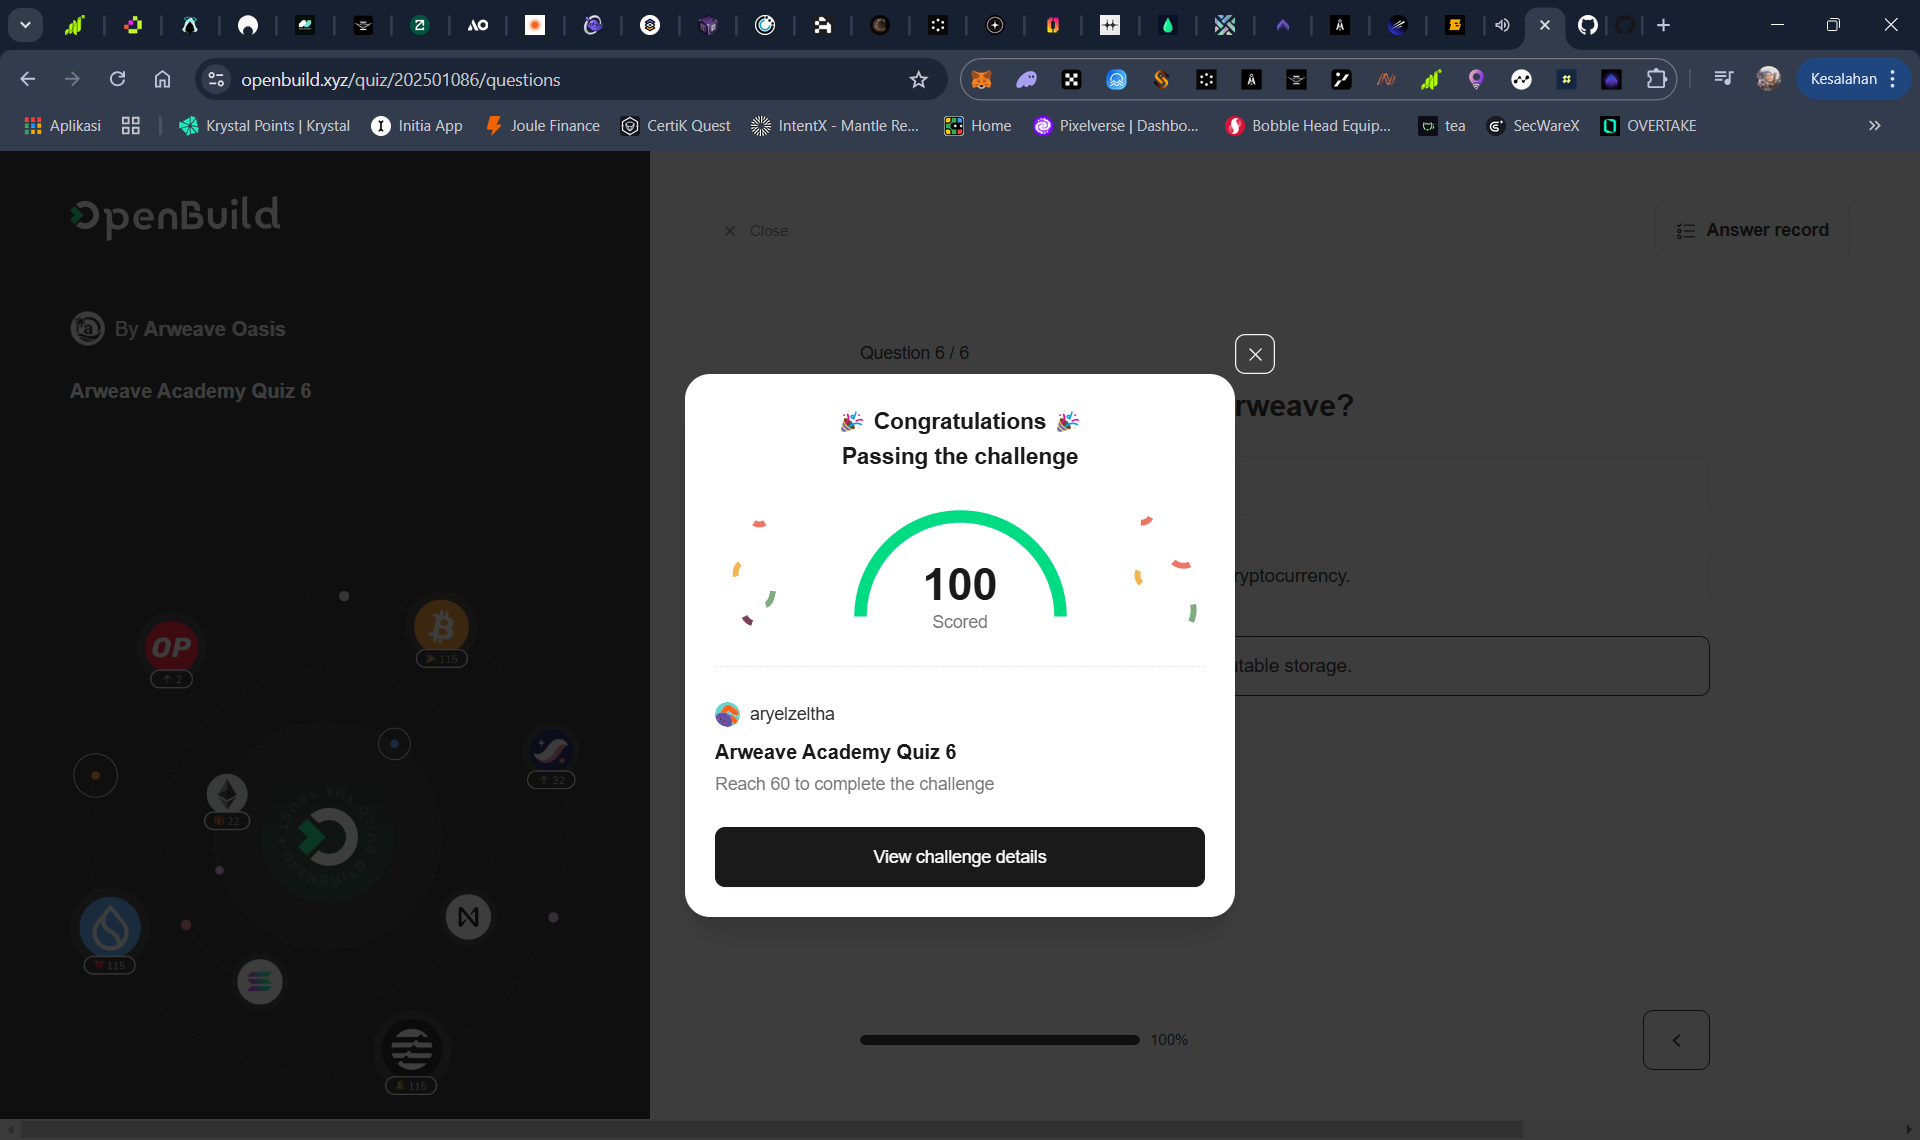 openbuild.xyz/quiz/202501086/questions
Kesalahan
Aplikasi
Krystal Points | Krystal
Initia App
Joule Finance
CertiK Quest
IntentX - Mantle Re...
Home
Pixelverse | Dashbo...
Bobble Head Equip...
tea
SecWareX
OVERTAKE
OpenBuild
By Arweave Oasis
Arweave Academy Quiz 6
OP
2
115
32
22
115
115
Close
Answer record
Question 6 / 6
rweave?
ryptocurrency.
utable storage.
Congratulations
Passing the challenge
100
Scored
aryelzeltha
Arweave Academy Quiz 6
Reach 60 to complete the challenge
View challenge details
100%